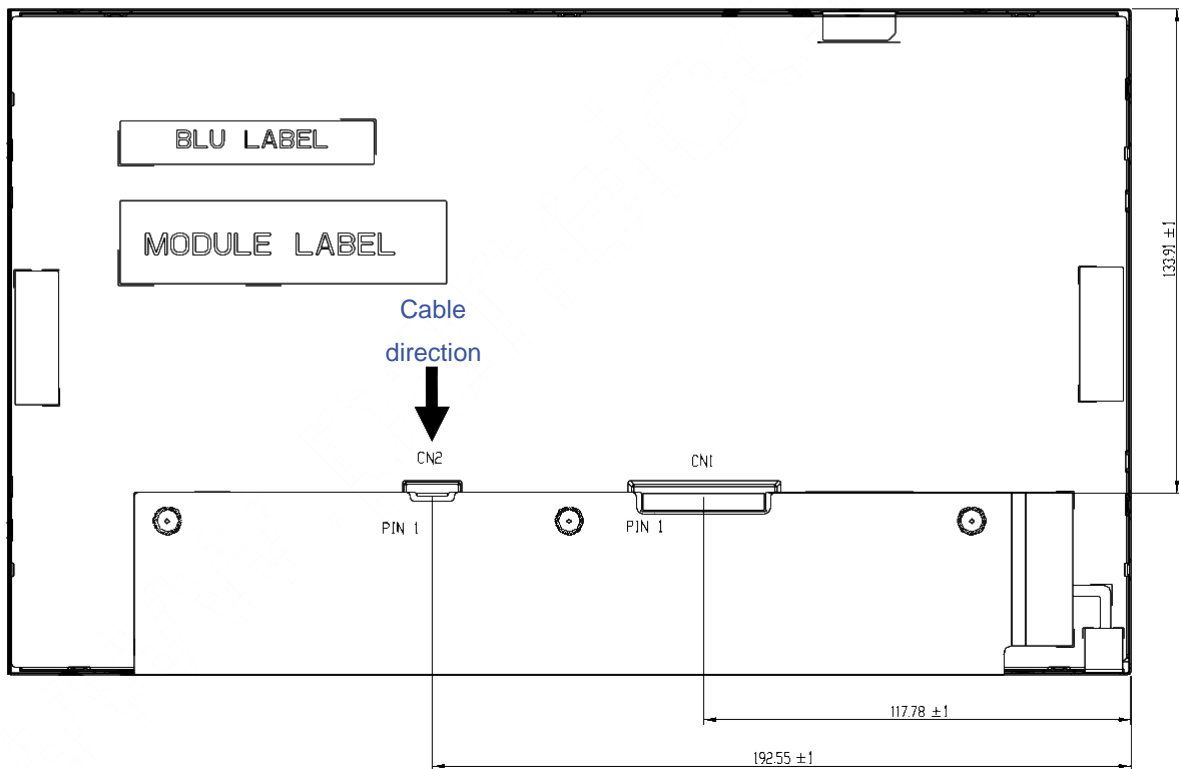 BLU LABEL
MODULE LABEL
Cable
direction
133.91 ±1
CN2
CN1
PIN 1
PIN 1
117.78 ±1
192.55 ±1